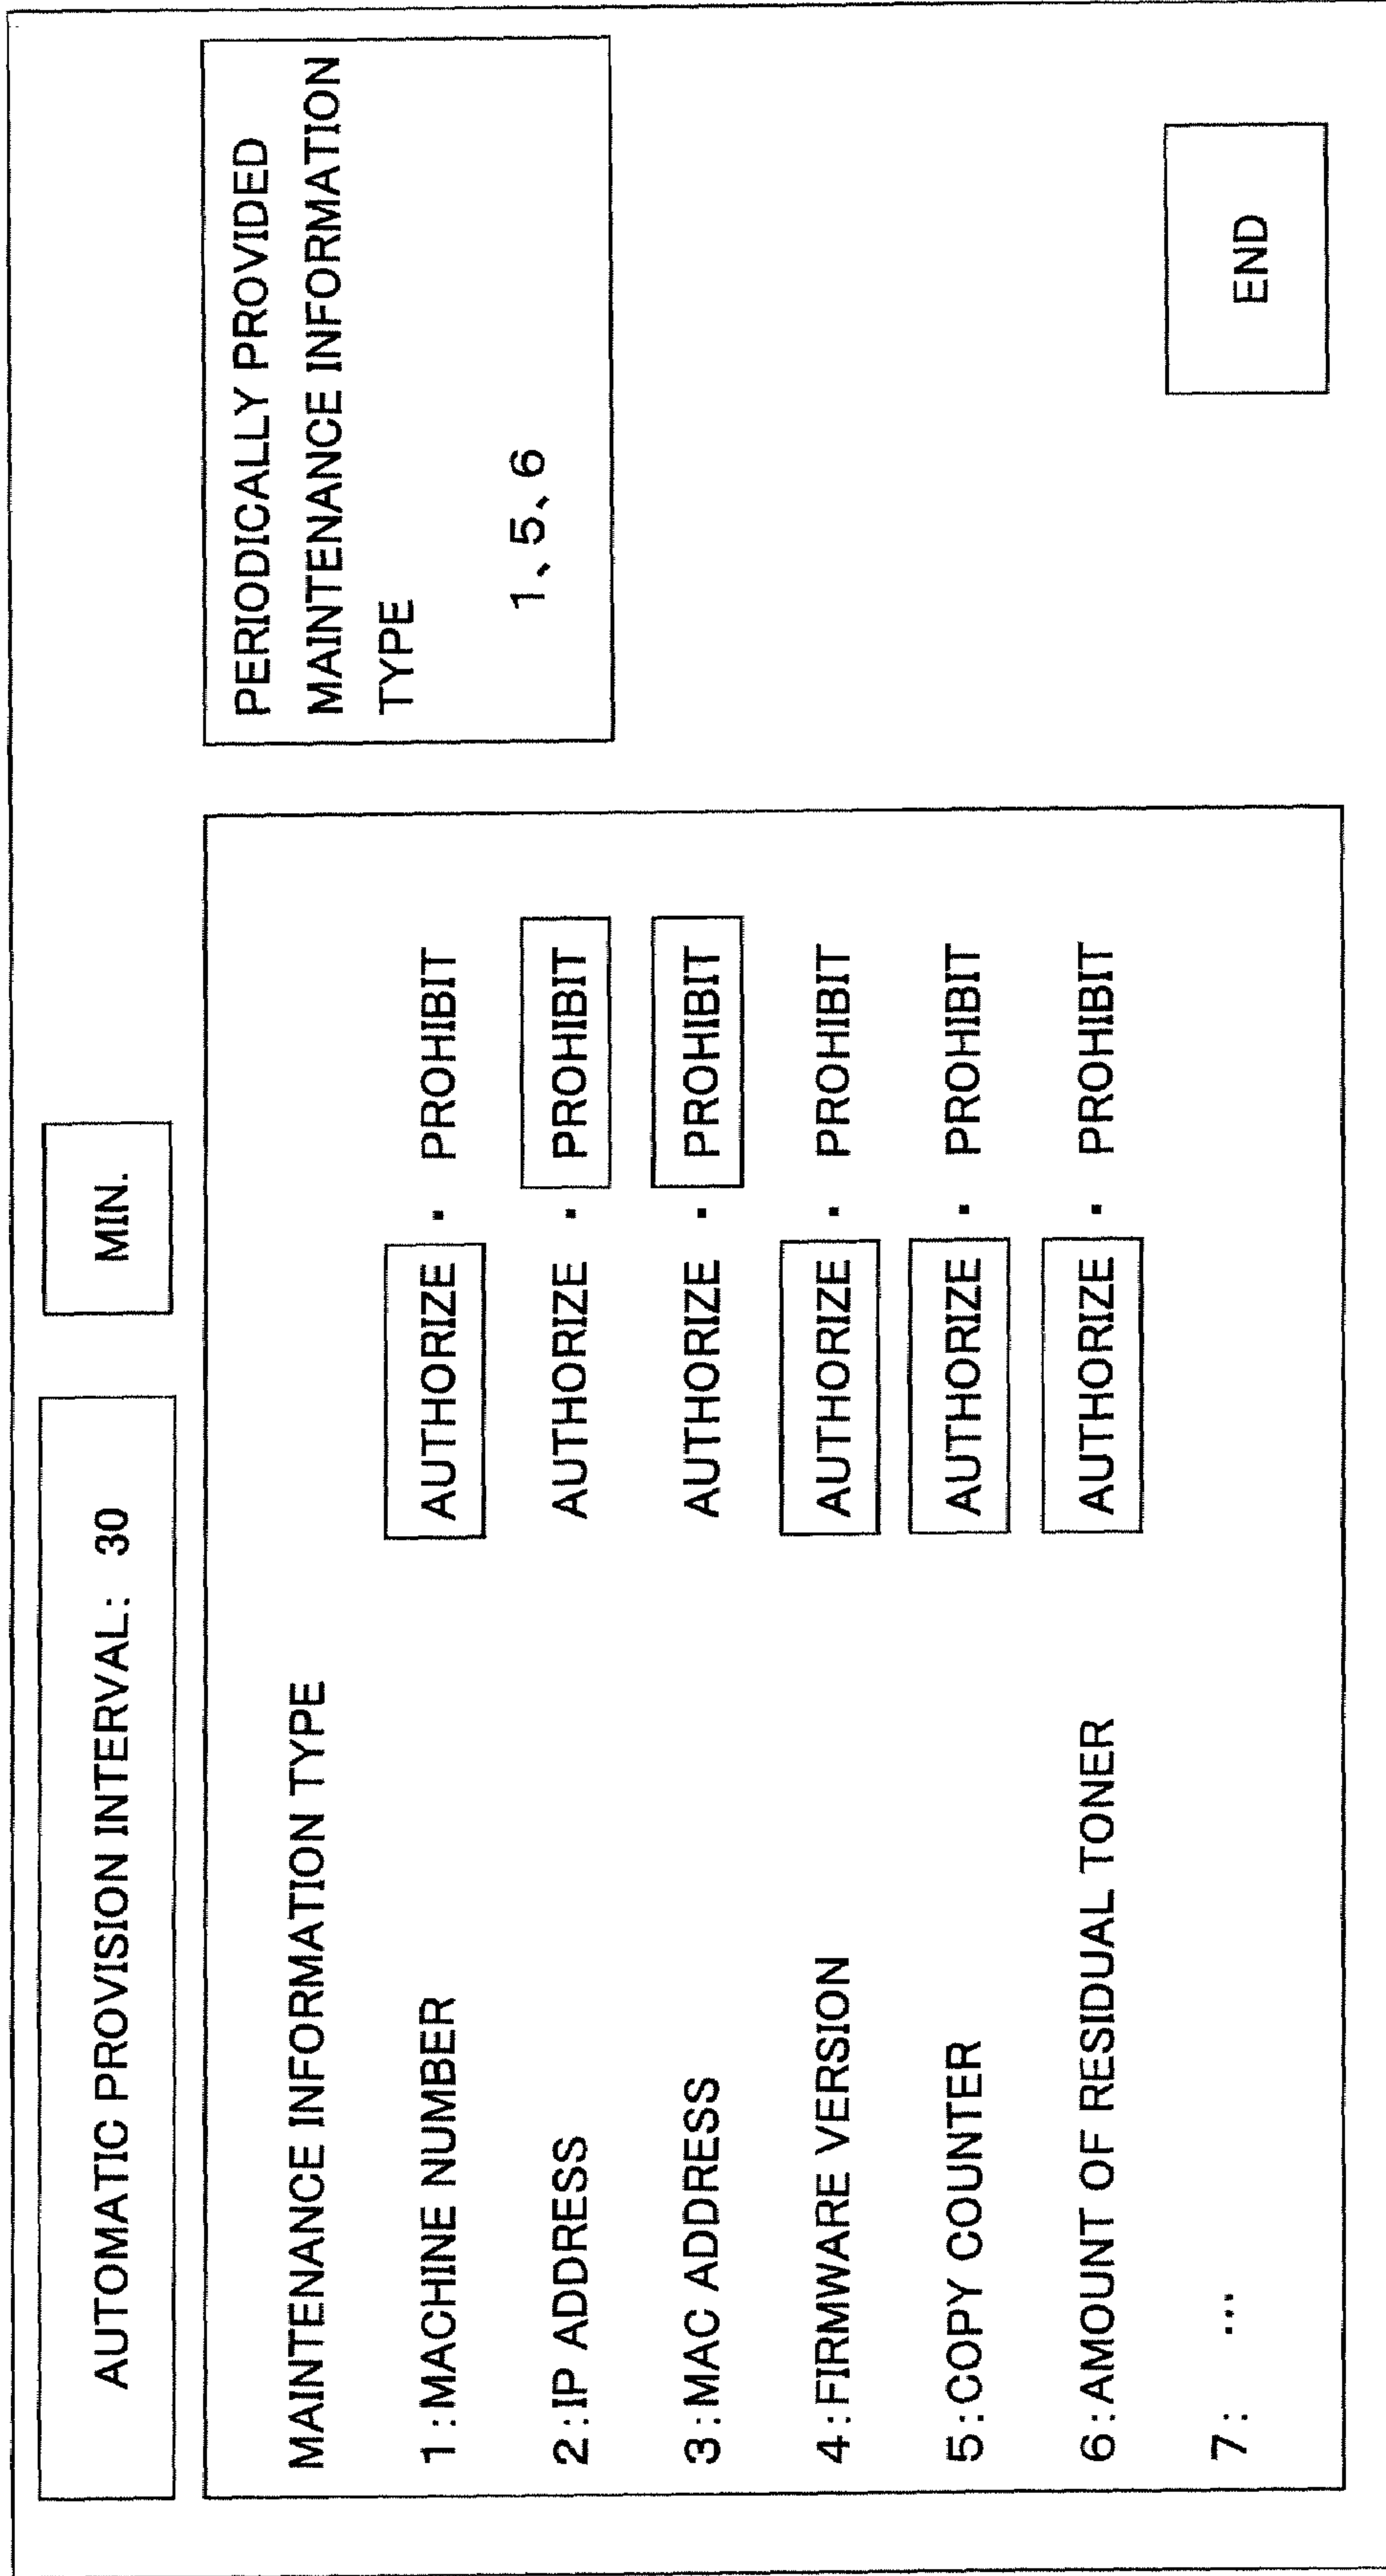 AUTOMATIC PROVISION INTERVAL: 30 MIN.
MAINTENANCE INFORMATION TYPE
1:MACHINE NUMBER AUTHORIZE ▪ PROHIBIT
2:IP ADDRESS AUTHORIZE ▪ PROHIBIT
3:MAC ADDRESS AUTHORIZE ▪ PROHIBIT
4:FIRMWARE VERSION AUTHORIZE ▪ PROHIBIT
5:COPY COUNTER AUTHORIZE ▪ PROHIBIT
6:AMOUNT OF RESIDUAL TONER AUTHORIZE ▪ PROHIBIT
7: ...
PERIODICALLY PROVIDED
MAINTENANCE INFORMATION
TYPE
1、5、6
END